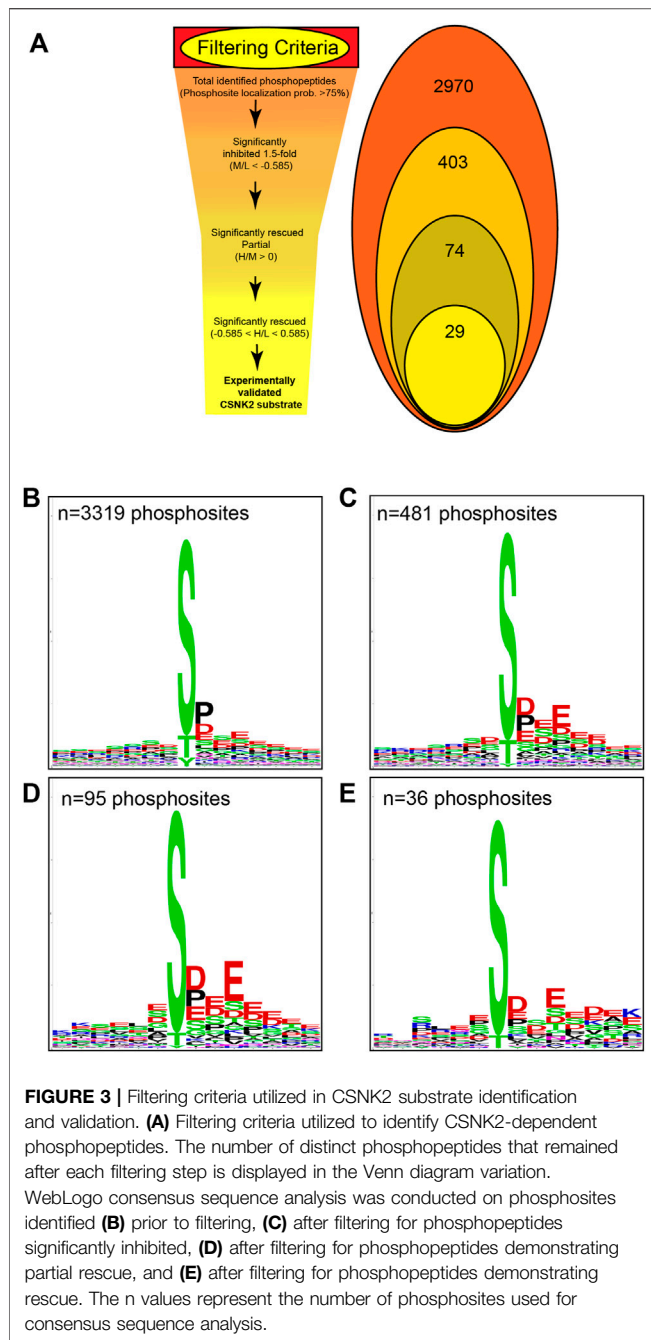 A
Filtering Criteria
Total identified phosphopeptides
(Phosphosite localization prob. >75%)
Significantly
inhibited 1.5-fold
(M/L < -0.585)
Significantly rescued
Partial
(H/M > 0)
Significantly rescued
(-0.585 < H/L < 0.585)
Experimentally
validated
CSNK2 substrate
2970
403
74
29
B
n=3319 phosphosites
S
T
Y
P
D
E
C
n=481 phosphosites
S
T
D
P
E
E
D
n=95 phosphosites
S
T
D
P
E
E
E
n=36 phosphosites
S
T
D
E
E
FIGURE 3 | Filtering criteria utilized in CSNK2 substrate identification
and validation. (A) Filtering criteria utilized to identify CSNK2-dependent
phosphopeptides. The number of distinct phosphopeptides that remained
after each filtering step is displayed in the Venn diagram variation.
WebLogo consensus sequence analysis was conducted on phosphosites
identified (B) prior to filtering, (C) after filtering for phosphopeptides
significantly inhibited, (D) after filtering for phosphopeptides demonstrating
partial rescue, and (E) after filtering for phosphopeptides demonstrating
rescue. The n values represent the number of phosphosites used for
consensus sequence analysis.